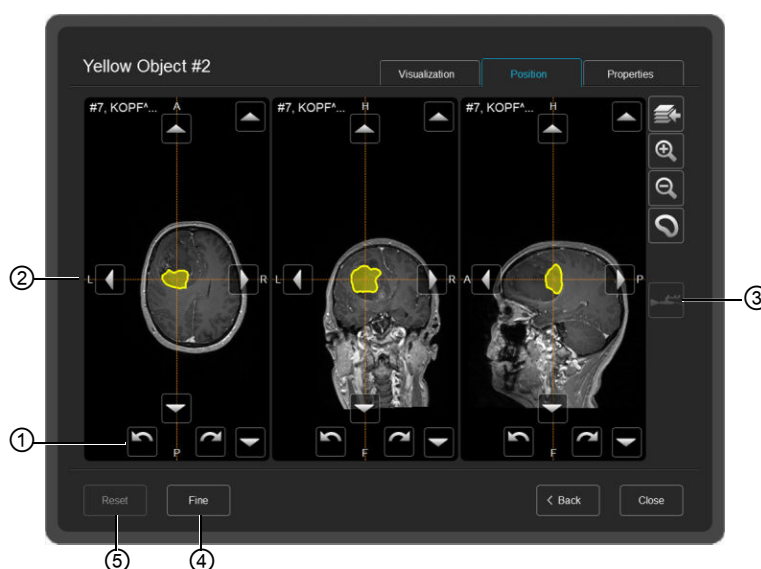 Yellow Object #2
Visualization
Position
Properties
#7, KOPF^...
A
#7, KOPF^...
H
#7, KOPF^...
H
②
L
R
L
R
A
P
③
①
P
F
F
Reset
Fine
< Back
Close
⑤
④